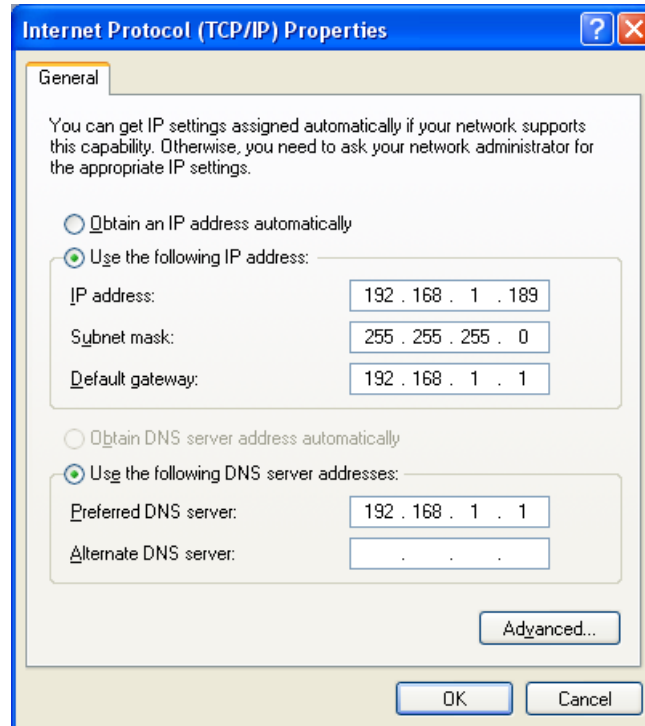 Internet Protocol (TCP/IP) Properties
General
You can get IP settings assigned automatically if your network supports
this capability. Otherwise, you need to ask your network administrator for
the appropriate IP settings.
Obtain an IP address automatically
Use the following IP address:
IP address: 192 . 168 . 1 . 189
Subnet mask: 255 . 255 . 255 . 0
Default gateway: 192 . 168 . 1 . 1
Obtain DNS server address automatically
Use the following DNS server addresses:
Preferred DNS server: 192 . 168 . 1 . 1
Alternate DNS server: . . .
Advanced...
OK Cancel